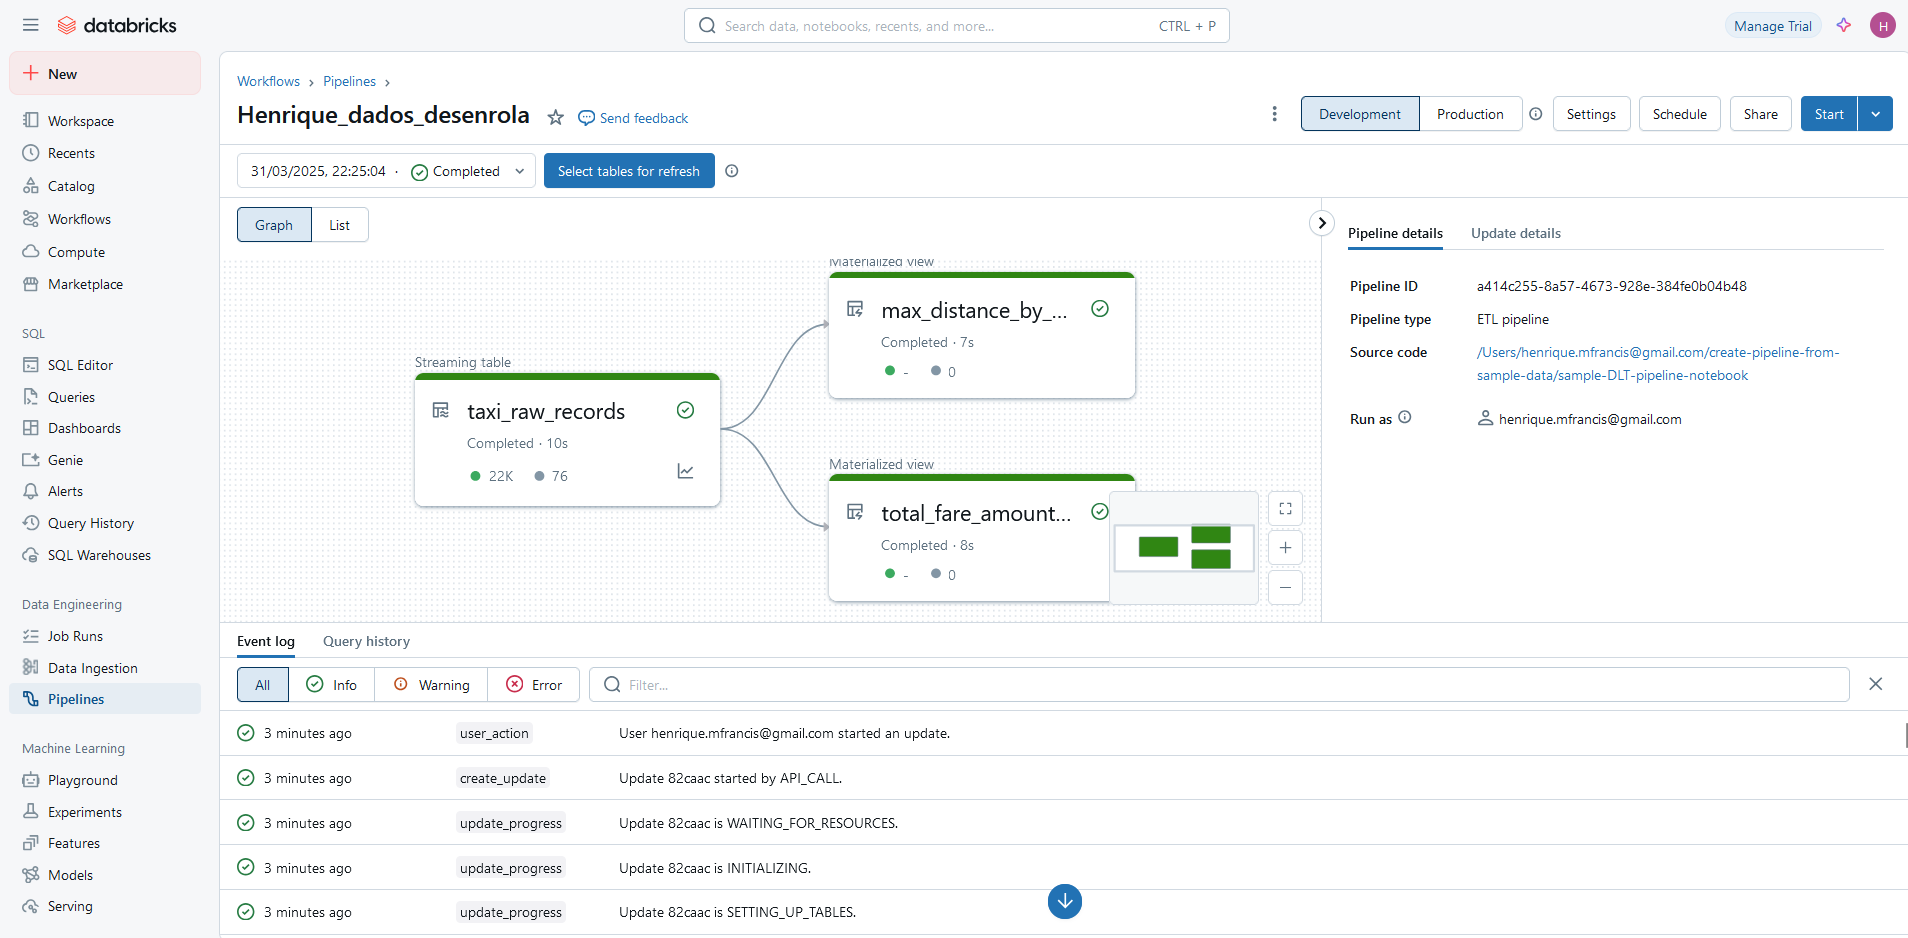 databricks
Search data, notebooks, recents, and more...
CTRL + P
Manage Trial
H
New
Workspace
Recents
Catalog
Workflows
Compute
Marketplace
SQL
SQL Editor
Queries
Dashboards
Genie
Alerts
Query History
SQL Warehouses
Data Engineering
Job Runs
Data Ingestion
Pipelines
Machine Learning
Playground
Experiments
Features
Models
Serving
Workflows › Pipelines ›
Henrique_dados_desenrola
Send feedback
Development
Production
Settings
Schedule
Share
Start
31/03/2025, 22:25:04 · Completed
Select tables for refresh
Graph
List
Streaming table
taxi_raw_records
Completed · 10s
22K 76
Materialized view
max_distance_by_...
Completed · 7s
- 0
Materialized view
total_fare_amount...
Completed · 8s
- 0
Pipeline details
Update details
Pipeline ID a414c255-8a57-4673-928e-384fe0b04b48
Pipeline type ETL pipeline
Source code /Users/henrique.mfrancis@gmail.com/create-pipeline-from-
sample-data/sample-DLT-pipeline-notebook
Run as henrique.mfrancis@gmail.com
Event log
Query history
All
Info
Warning
Error
Filter...
3 minutes ago user_action User henrique.mfrancis@gmail.com started an update.
3 minutes ago create_update Update 82caac started by API_CALL.
3 minutes ago update_progress Update 82caac is WAITING_FOR_RESOURCES.
3 minutes ago update_progress Update 82caac is INITIALIZING.
3 minutes ago update_progress Update 82caac is SETTING_UP_TABLES.